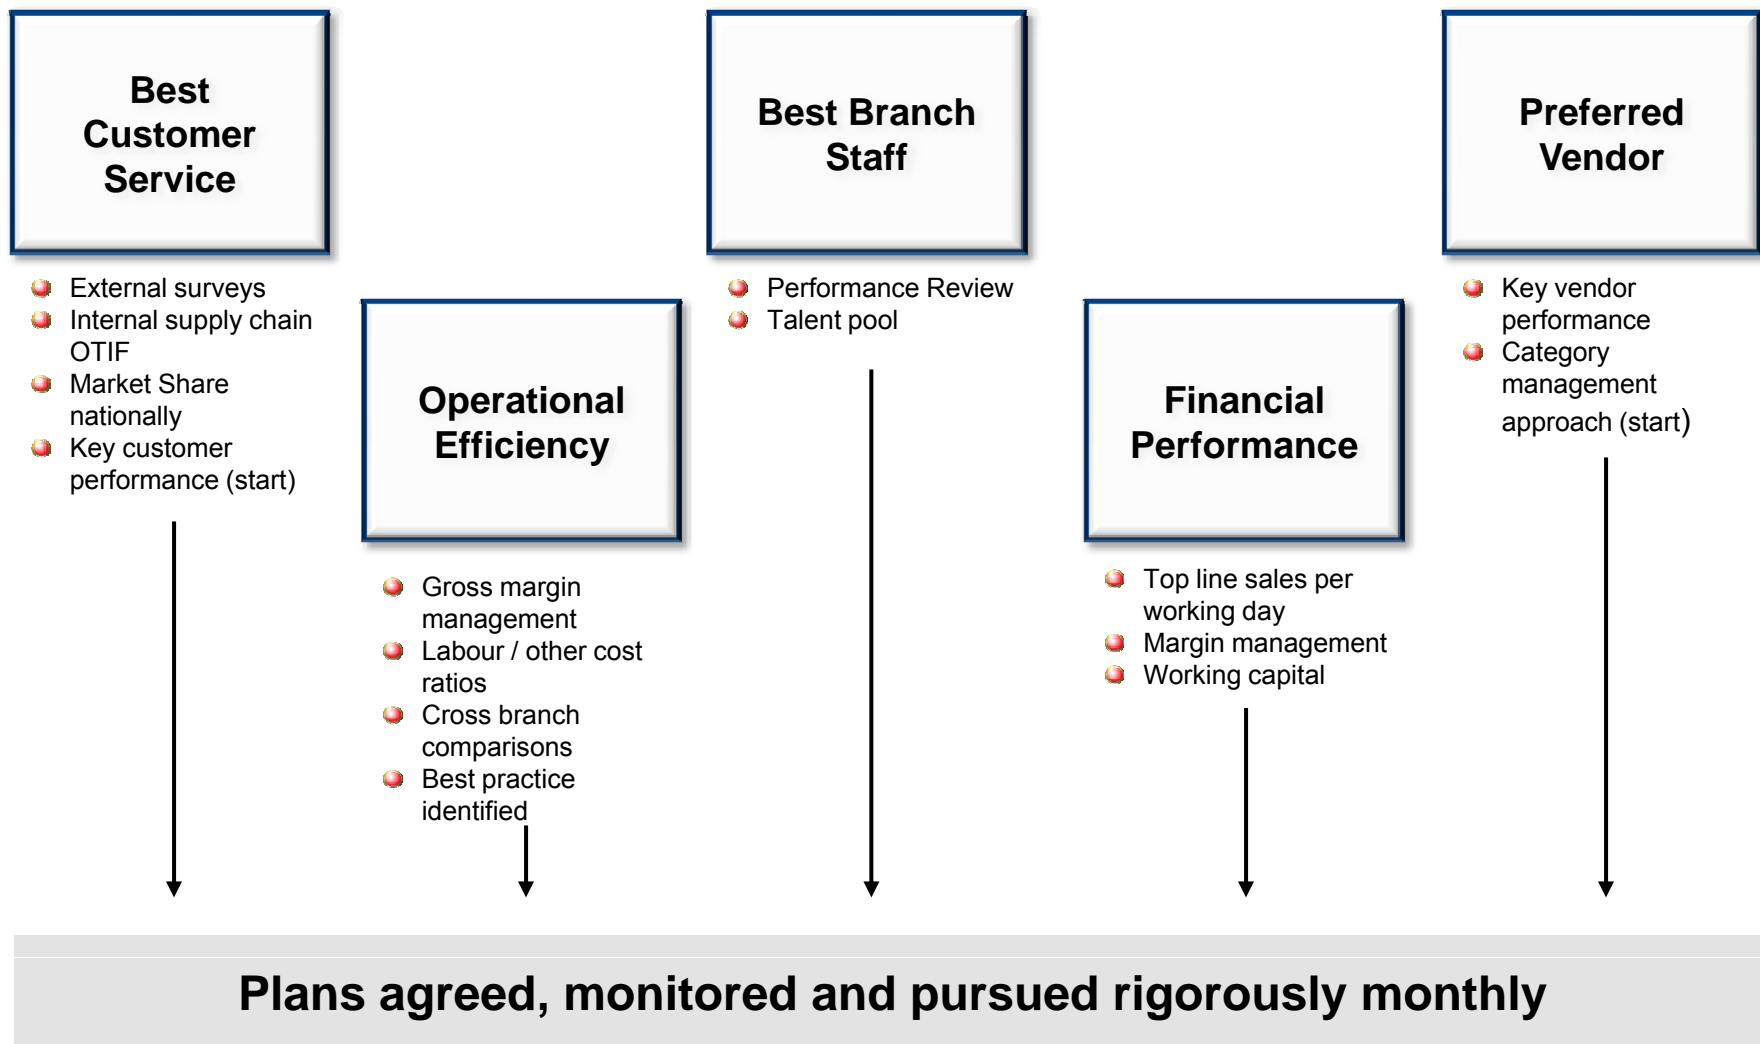 Best
Customer
Service
External surveys
Internal supply chain
OTIF
Market Share
nationally
Key customer
performance (start)
Operational
Efficiency
Gross margin
management
Labour / other cost
ratios
Cross branch
comparisons
Best practice
identified
Best Branch
Staff
Performance Review
Talent pool
Financial
Performance
Top line sales per
working day
Margin management
Working capital
Preferred
Vendor
Key vendor
performance
Category
management
approach (start)
Plans agreed, monitored and pursued rigorously monthly